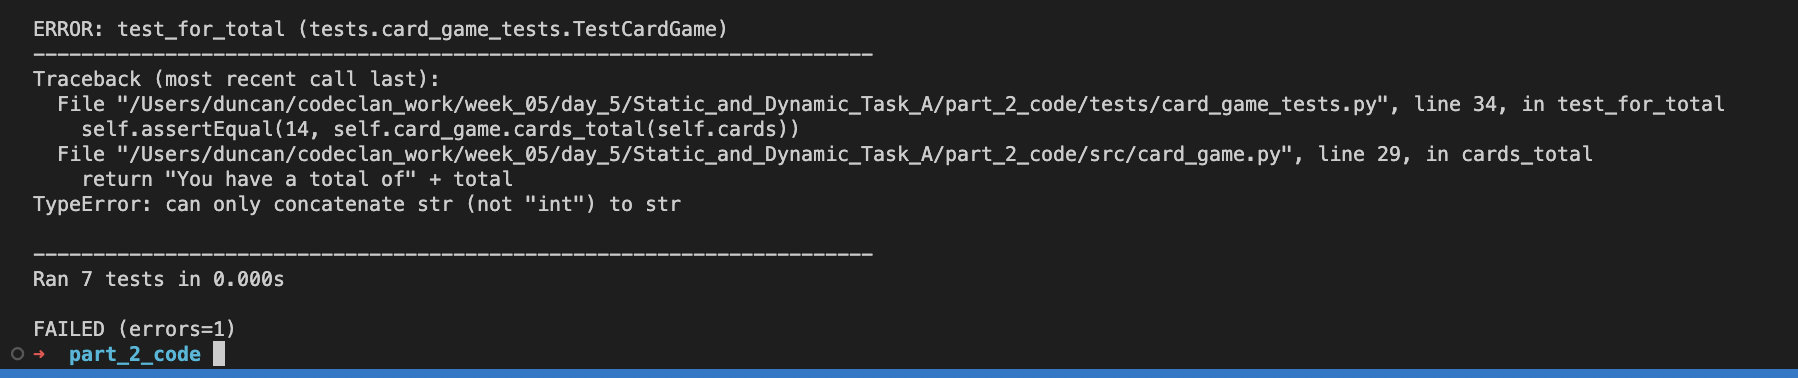 ERROR: test_for_total (tests.card_game_tests.TestCardGame)
----------------------------------------------------------------------
Traceback (most recent call last):
  File "/Users/duncan/codeclan_work/week_05/day_5/Static_and_Dynamic_Task_A/part_2_code/tests/card_game_tests.py", line 34, in test_for_total
    self.assertEqual(14, self.card_game.cards_total(self.cards))
  File "/Users/duncan/codeclan_work/week_05/day_5/Static_and_Dynamic_Task_A/part_2_code/src/card_game.py", line 29, in cards_total
    return "You have a total of" + total
TypeError: can only concatenate str (not "int") to str
----------------------------------------------------------------------
Ran 7 tests in 0.000s
FAILED (errors=1)
➜  part_2_code